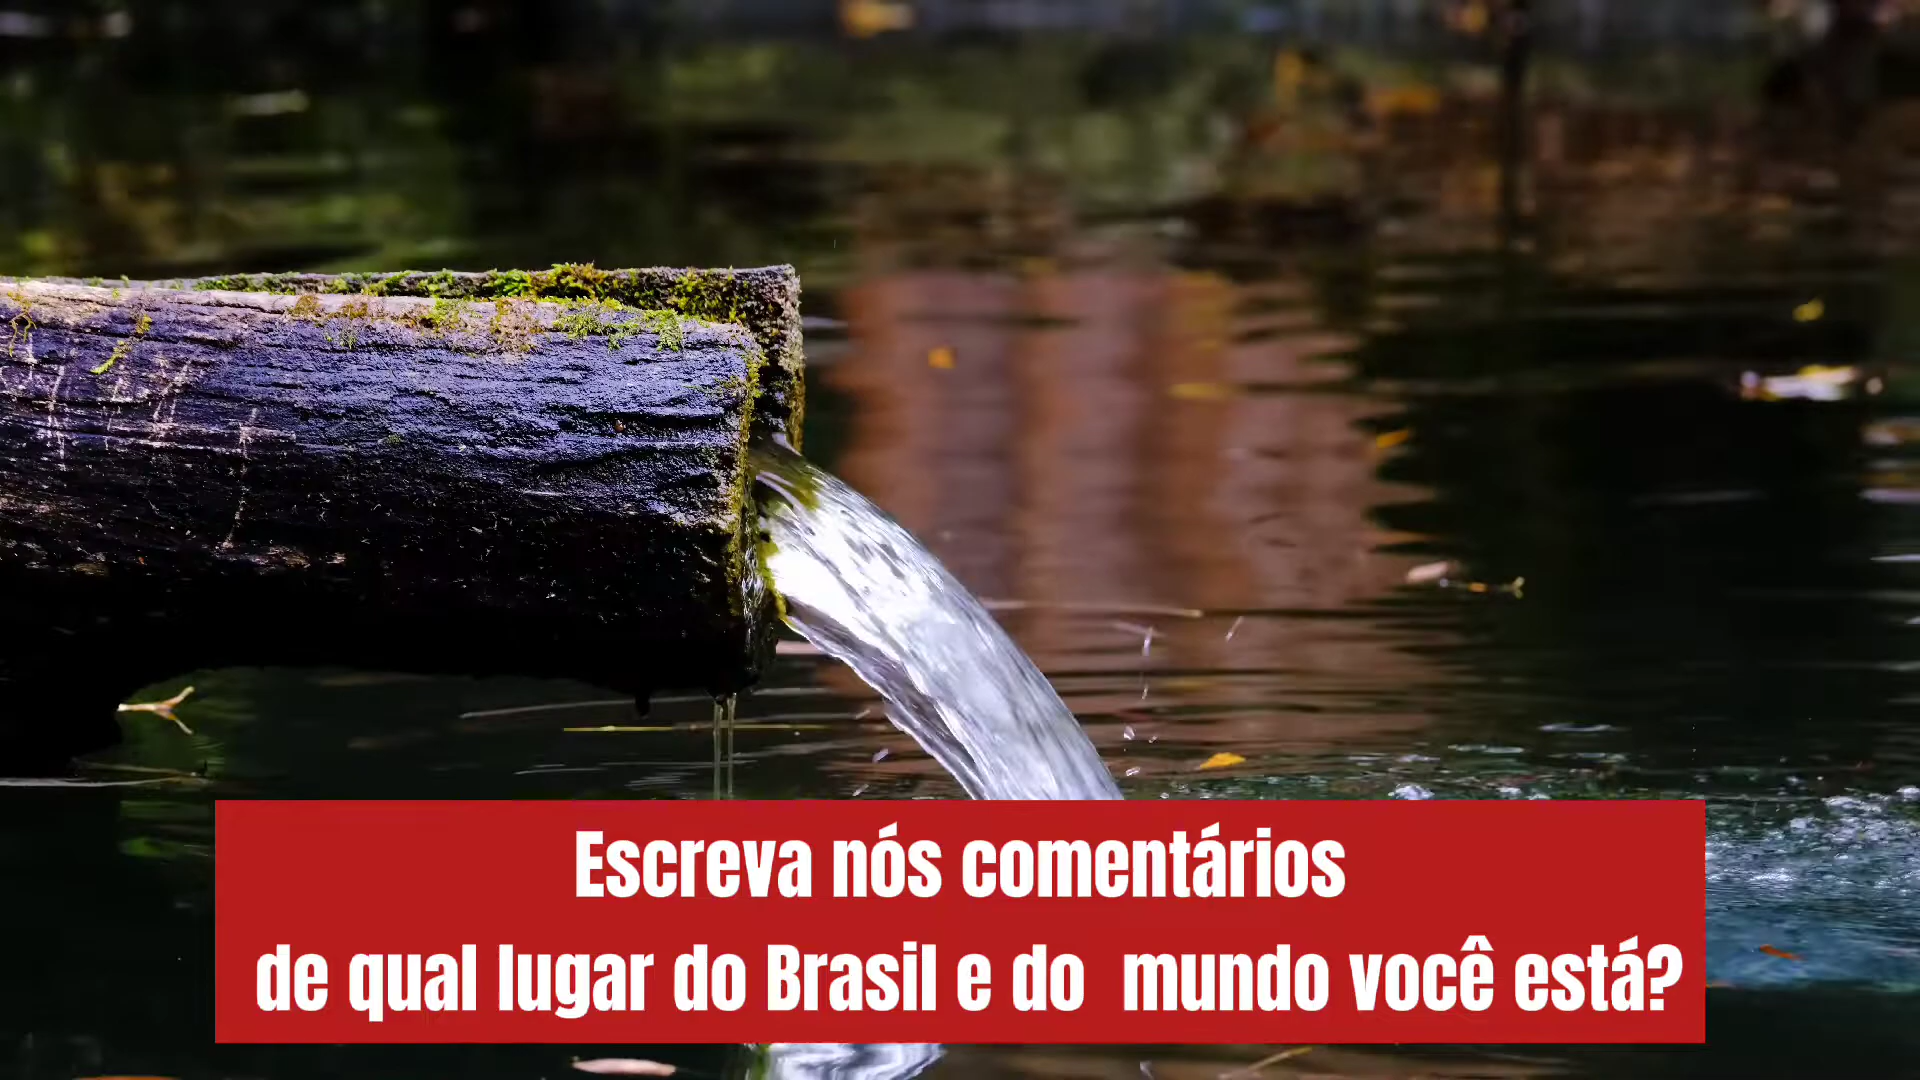 Escreva nós comentários
de qual lugar do Brasil e do mundo você está?